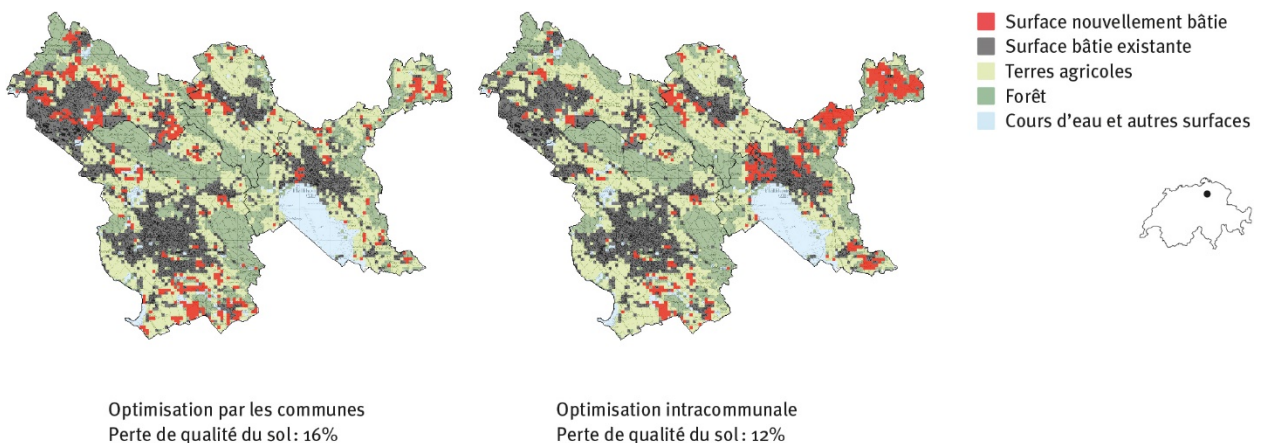 Surface nouvellement bâtie
Surface bâtie existante
Terres agricoles
Forêt
Cours d'eau et autres surfaces
Optimisation par les communes
Perte de qualité du sol : 16%
Optimisation intracommunale
Perte de qualité du sol : 12%